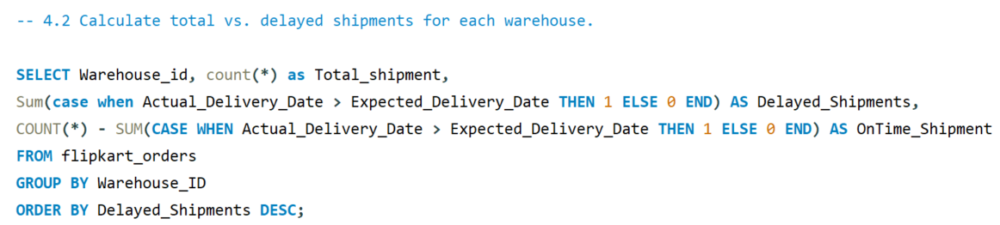 -- 4.2 Calculate total vs. delayed shipments for each warehouse.
SELECT Warehouse_id, count(*) as Total_shipment,
Sum(case when Actual_Delivery_Date > Expected_Delivery_Date THEN 1 ELSE 0 END) AS Delayed_Shipments,
COUNT(*) - SUM(CASE WHEN Actual_Delivery_Date > Expected_Delivery_Date THEN 1 ELSE 0 END) AS OnTime_Shipment
FROM flipkart_orders
GROUP BY Warehouse_ID
ORDER BY Delayed_Shipments DESC;